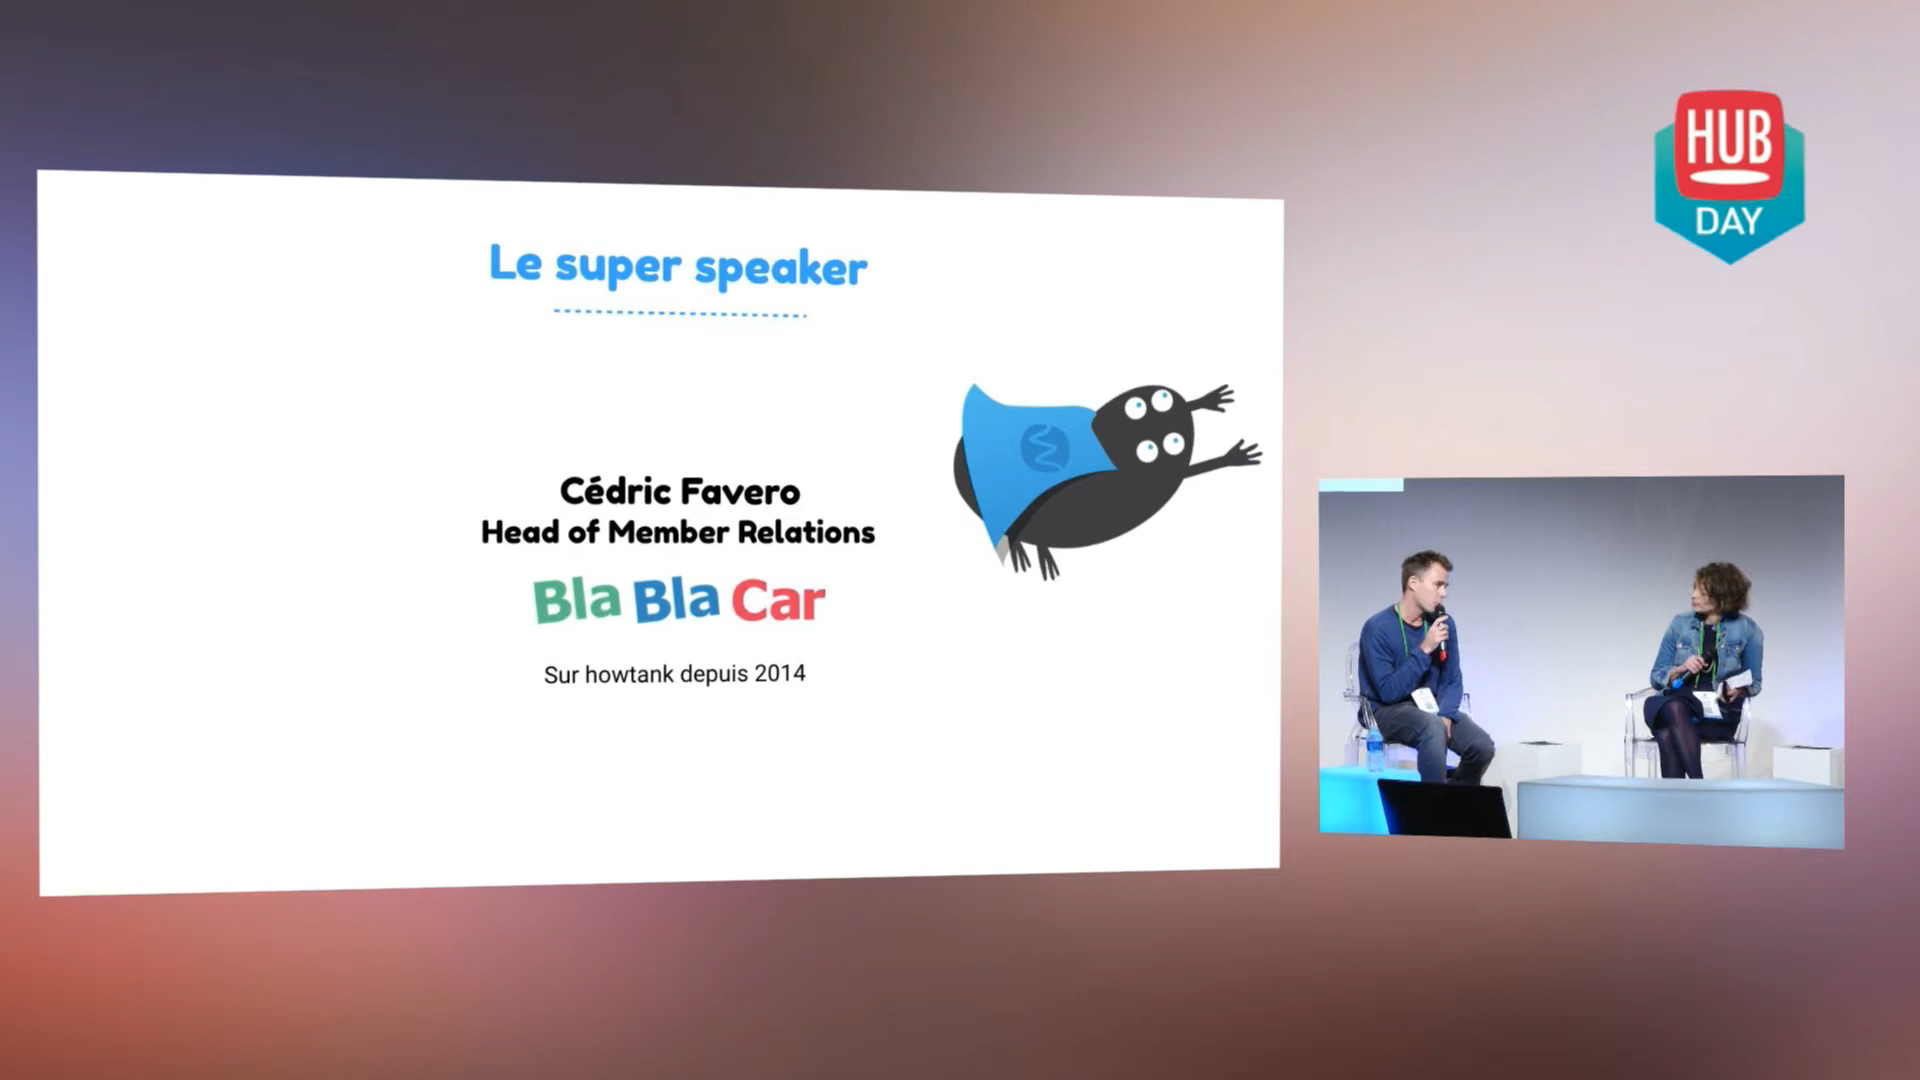 Le super speaker
Cédric Favero
Head of Member Relations
Bla Bla Car
Sur howtank depuis 2014
HUB
DAY